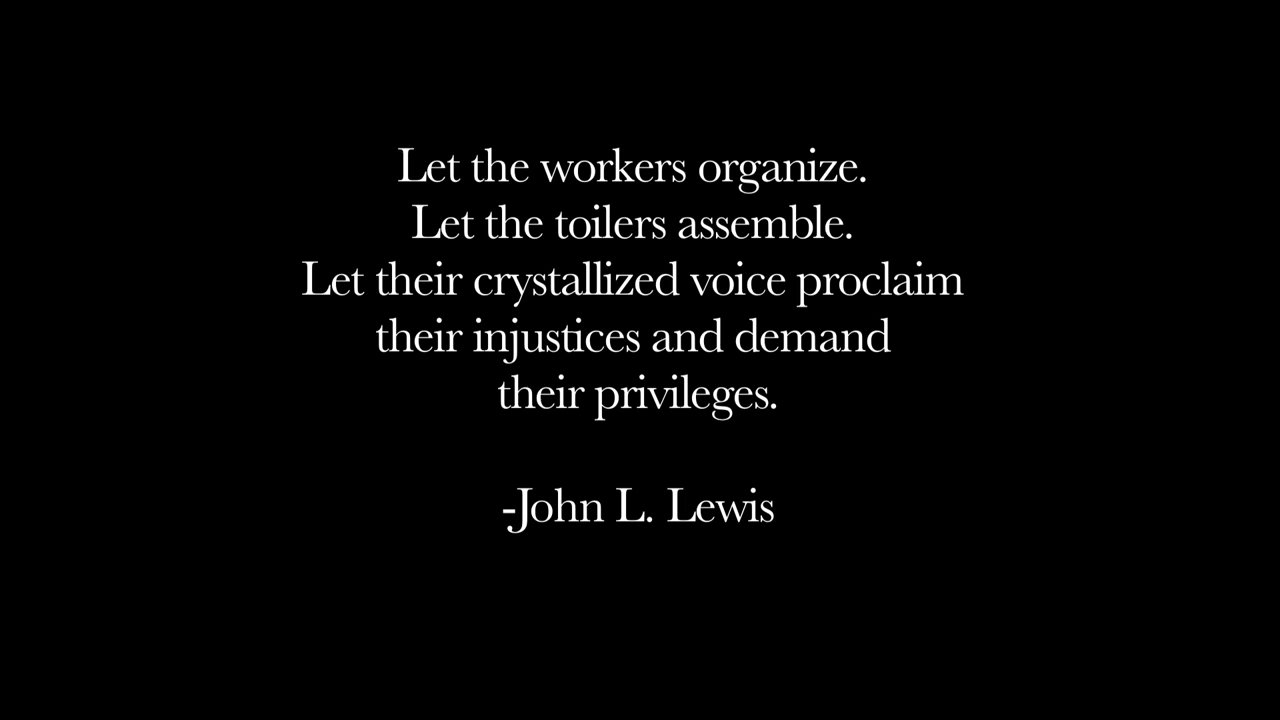 Let the workers organize.
Let the toilers assemble.
Let their crystallized voice proclaim
their injustices and demand
their privileges.
-John L. Lewis